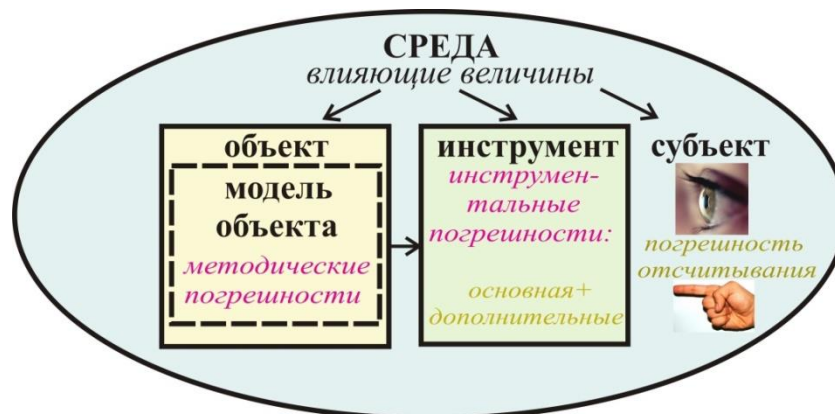 СРЕДА
влияющие величины
объект
модель
объекта
методические
погрешности
инструмент
инструмен-
тальные
погрешности:
основная+
дополнительные
субъект
погрешность
отсчитывания